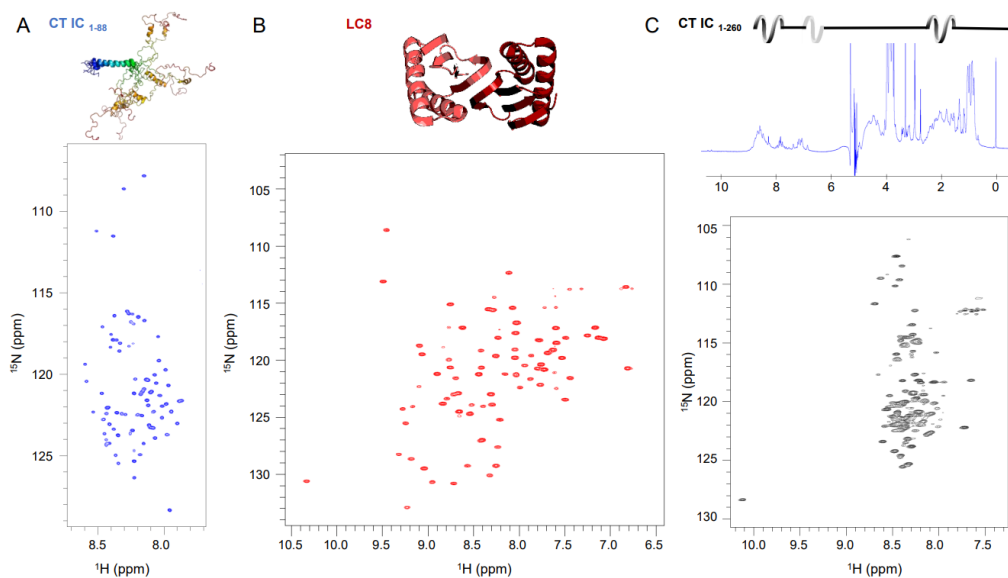 A
CT IC 1-88
110
115
120
125
15N (ppm)
8.5 8.0
1H (ppm)
B
LC8
105
110
115
120
125
130
15N (ppm)
10.5 10.0 9.5 9.0 8.5 8.0 7.5 7.0 6.5
1H (ppm)
C
CT IC 1-260
10 8 6 4 2 0
105
110
115
120
125
130
15N (ppm)
10.0 9.5 9.0 8.5 8.0 7.5
1H (ppm)